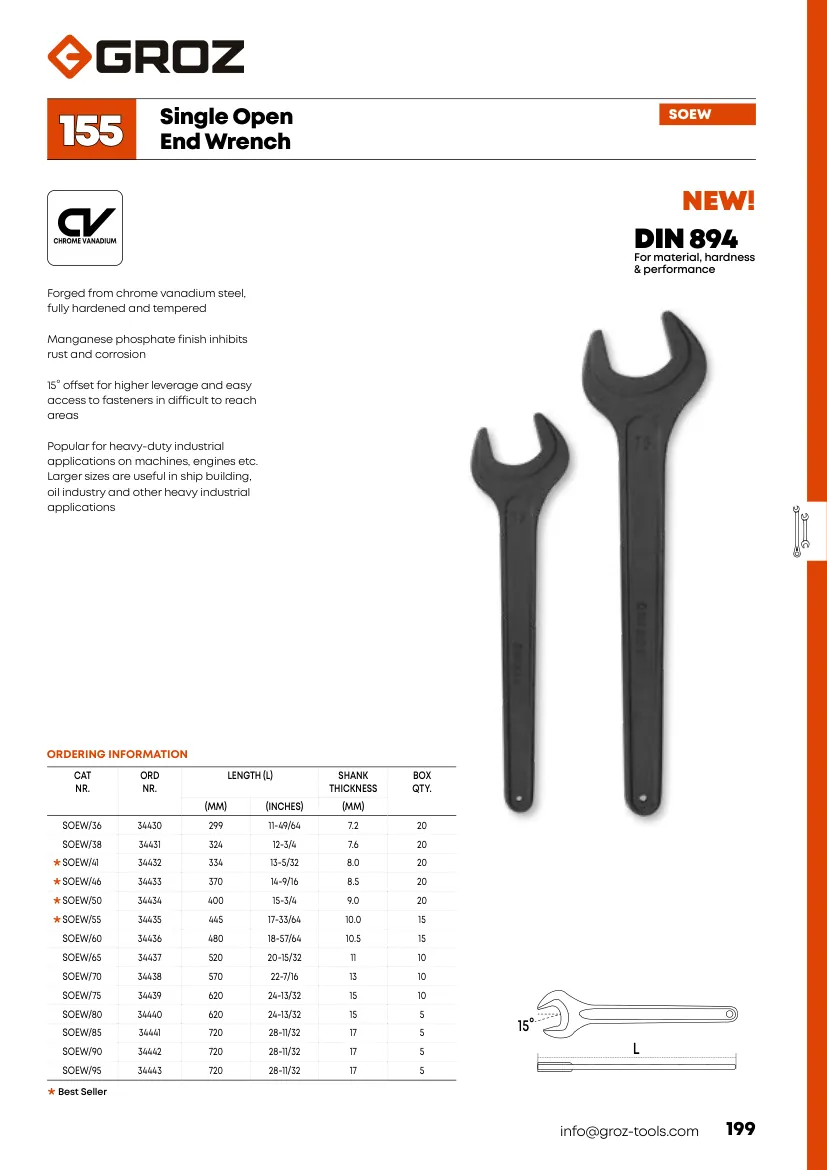 GROZ
155
Single Open
End Wrench
SOEW
CV
CHROME VANADIUM
NEW!
DIN 894
For material, hardness
& performance
Forged from chrome vanadium steel,
fully hardened and tempered
Manganese phosphate finish inhibits
rust and corrosion
15° offset for higher leverage and easy
access to fasteners in difficult to reach
areas
Popular for heavy-duty industrial
applications on machines, engines etc.
Larger sizes are useful in ship building,
oil industry and other heavy industrial
applications
ORDERING INFORMATION
CAT NR. ORD NR. LENGTH (L) SHANK THICKNESS BOX QTY.
(MM) (INCHES) (MM)
SOEW/36 34430 299 11-49/64 7.2 20
SOEW/38 34431 324 12-3/4 7.6 20
* SOEW/41 34432 334 13-5/32 8.0 20
* SOEW/46 34433 370 14-9/16 8.5 20
* SOEW/50 34434 400 15-3/4 9.0 20
* SOEW/55 34435 445 17-33/64 10.0 15
SOEW/60 34436 480 18-57/64 10.5 15
SOEW/65 34437 520 20-15/32 11 10
SOEW/70 34438 570 22-7/16 13 10
SOEW/75 34439 620 24-13/32 15 10
SOEW/80 34440 620 24-13/32 15 5
SOEW/85 34441 720 28-11/32 17 5
SOEW/90 34442 720 28-11/32 17 5
SOEW/95 34443 720 28-11/32 17 5
* Best Seller
15°
L
info@groz-tools.com 199